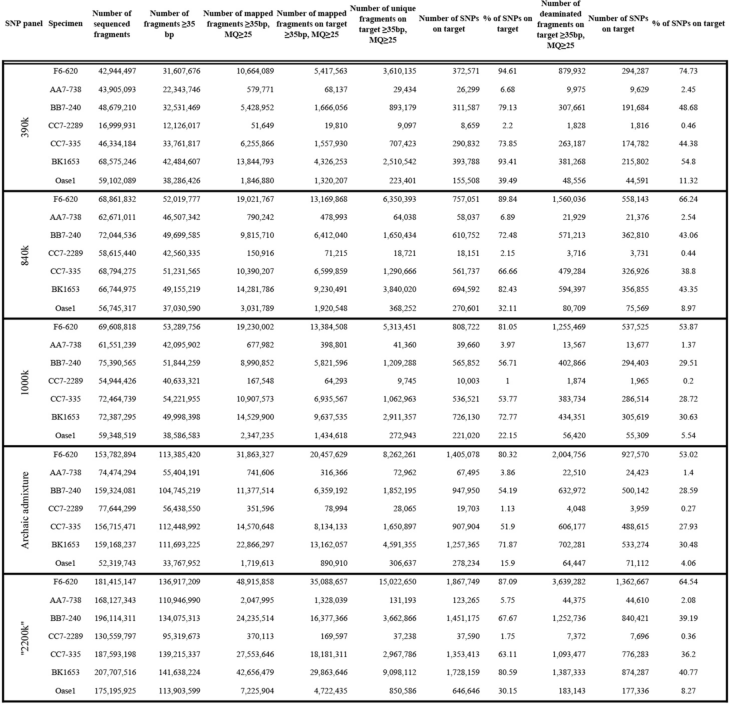 SNP panel Specimen Number of sequenced fragments Number of fragments ≥35 bp Number of mapped fragments ≥35bp, MQ≥25 Number of mapped fragments on target ≥35bp, MQ≥25 Number of unique fragments on target ≥35bp, MQ≥25 Number of SNPs on target % of SNPs on target Number of deaminated fragments on target ≥35bp, MQ≥25 Number of SNPs on target % of SNPs on target
390k
F6-620 42,944,497 31,607,676 10,664,089 5,417,563 3,610,135 372,571 94.61 879,932 294,287 74.73
AA7-738 43,905,093 22,343,746 579,771 68,137 29,434 26,299 6.68 9,975 9,629 2.45
BB7-240 48,679,210 32,531,469 5,428,952 1,666,056 893,179 311,587 79.13 307,661 191,684 48.68
CC7-2289 16,999,931 12,126,017 51,649 19,810 9,097 8,659 2.2 1,828 1,816 0.46
CC7-335 46,334,184 33,761,817 6,255,866 1,557,930 707,423 290,832 73.85 263,187 174,782 44.38
BK1653 68,575,246 42,484,607 13,844,793 4,326,253 2,510,542 393,788 93.41 381,268 215,802 54.8
Oase1 59,102,089 38,286,426 1,846,880 1,320,207 223,401 155,508 39.49 48,556 44,591 11.32
840k
F6-620 68,861,832 52,019,777 19,021,767 13,169,868 6,350,393 757,051 89.84 1,560,036 558,143 66.24
AA7-738 62,671,011 46,507,342 790,242 478,993 64,038 58,037 6.89 21,929 21,376 2.54
BB7-240 72,044,536 49,699,585 9,815,710 6,412,040 1,650,434 610,752 72.48 571,213 362,810 43.06
CC7-2289 58,615,440 42,560,335 150,916 71,215 18,721 18,151 2.15 3,716 3,731 0.44
CC7-335 68,794,275 51,231,565 10,390,207 6,599,859 1,290,666 561,737 66.66 479,284 326,926 38.8
BK1653 66,744,975 49,155,219 14,281,786 9,230,491 3,840,020 694,582 82.43 594,397 356,855 43.35
Oase1 56,745,317 37,030,590 3,031,789 1,920,548 368,252 270,601 32.11 80,709 75,569 8.97
1000k
F6-620 69,608,818 53,289,756 19,230,002 13,384,508 5,313,451 808,722 81.05 1,255,469 537,525 53.87
AA7-738 61,551,239 42,095,902 677,982 398,801 41,360 39,660 3.97 13,567 13,677 1.37
BB7-240 75,390,565 51,844,259 8,990,852 5,821,596 1,209,288 565,852 56.71 402,866 294,403 29.51
CC7-2289 54,944,426 40,633,321 167,548 64,293 9,745 10,003 1 1,874 1,965 0.2
CC7-335 72,464,739 54,221,955 10,907,573 6,935,567 1,062,963 536,521 53.77 383,734 286,514 28.72
BK1653 72,387,295 49,998,398 14,529,900 9,637,535 2,911,357 726,130 72.77 434,351 305,619 30.63
Oase1 59,348,519 38,586,583 2,347,235 1,434,618 272,943 221,020 22.15 56,420 55,309 5.54
Archaic admixture
F6-620 153,782,894 113,385,420 31,863,327 20,457,629 8,262,261 1,405,078 80.32 2,004,756 927,570 53.02
AA7-738 74,474,294 55,404,191 741,606 316,366 72,962 67,495 3.86 22,510 24,423 1.4
BB7-240 159,324,081 104,745,219 11,377,514 6,359,192 1,852,195 947,950 54.19 632,972 500,142 28.59
CC7-2289 77,644,299 56,438,550 351,596 78,994 28,065 19,703 1.13 4,048 3,959 0.27
CC7-335 156,715,471 112,448,992 14,570,648 8,134,133 1,650,897 907,904 51.9 606,177 488,615 27.93
BK1653 159,168,237 111,693,225 22,866,297 13,162,057 4,591,355 1,257,365 71.87 702,281 533,274 30.48
Oase1 52,319,743 33,767,952 1,719,613 890,910 306,637 278,234 15.9 64,447 71,112 4.06
"2200k"
F6-620 181,415,147 136,917,209 48,915,858 35,088,657 15,022,650 1,867,749 87.09 3,639,282 1,362,667 64.54
AA7-738 168,127,343 110,946,990 2,047,995 1,328,039 131,193 123,265 5.75 44,375 44,610 2.08
BB7-240 196,114,311 134,075,313 24,235,514 16,377,366 3,662,866 1,451,175 67.67 1,252,736 840,421 39.19
CC7-2289 130,559,797 95,319,673 370,113 169,597 37,238 37,590 1.75 7,372 7,696 0.36
CC7-335 187,593,198 139,215,337 27,553,646 18,181,311 2,967,786 1,353,413 63.11 1,093,477 776,283 36.2
BK1653 207,707,516 141,638,224 42,656,479 29,863,646 9,098,112 1,728,159 80.59 1,387,333 874,287 40.77
Oase1 175,195,925 113,903,599 7,225,904 4,722,435 850,586 646,646 30.15 183,143 177,336 8.27